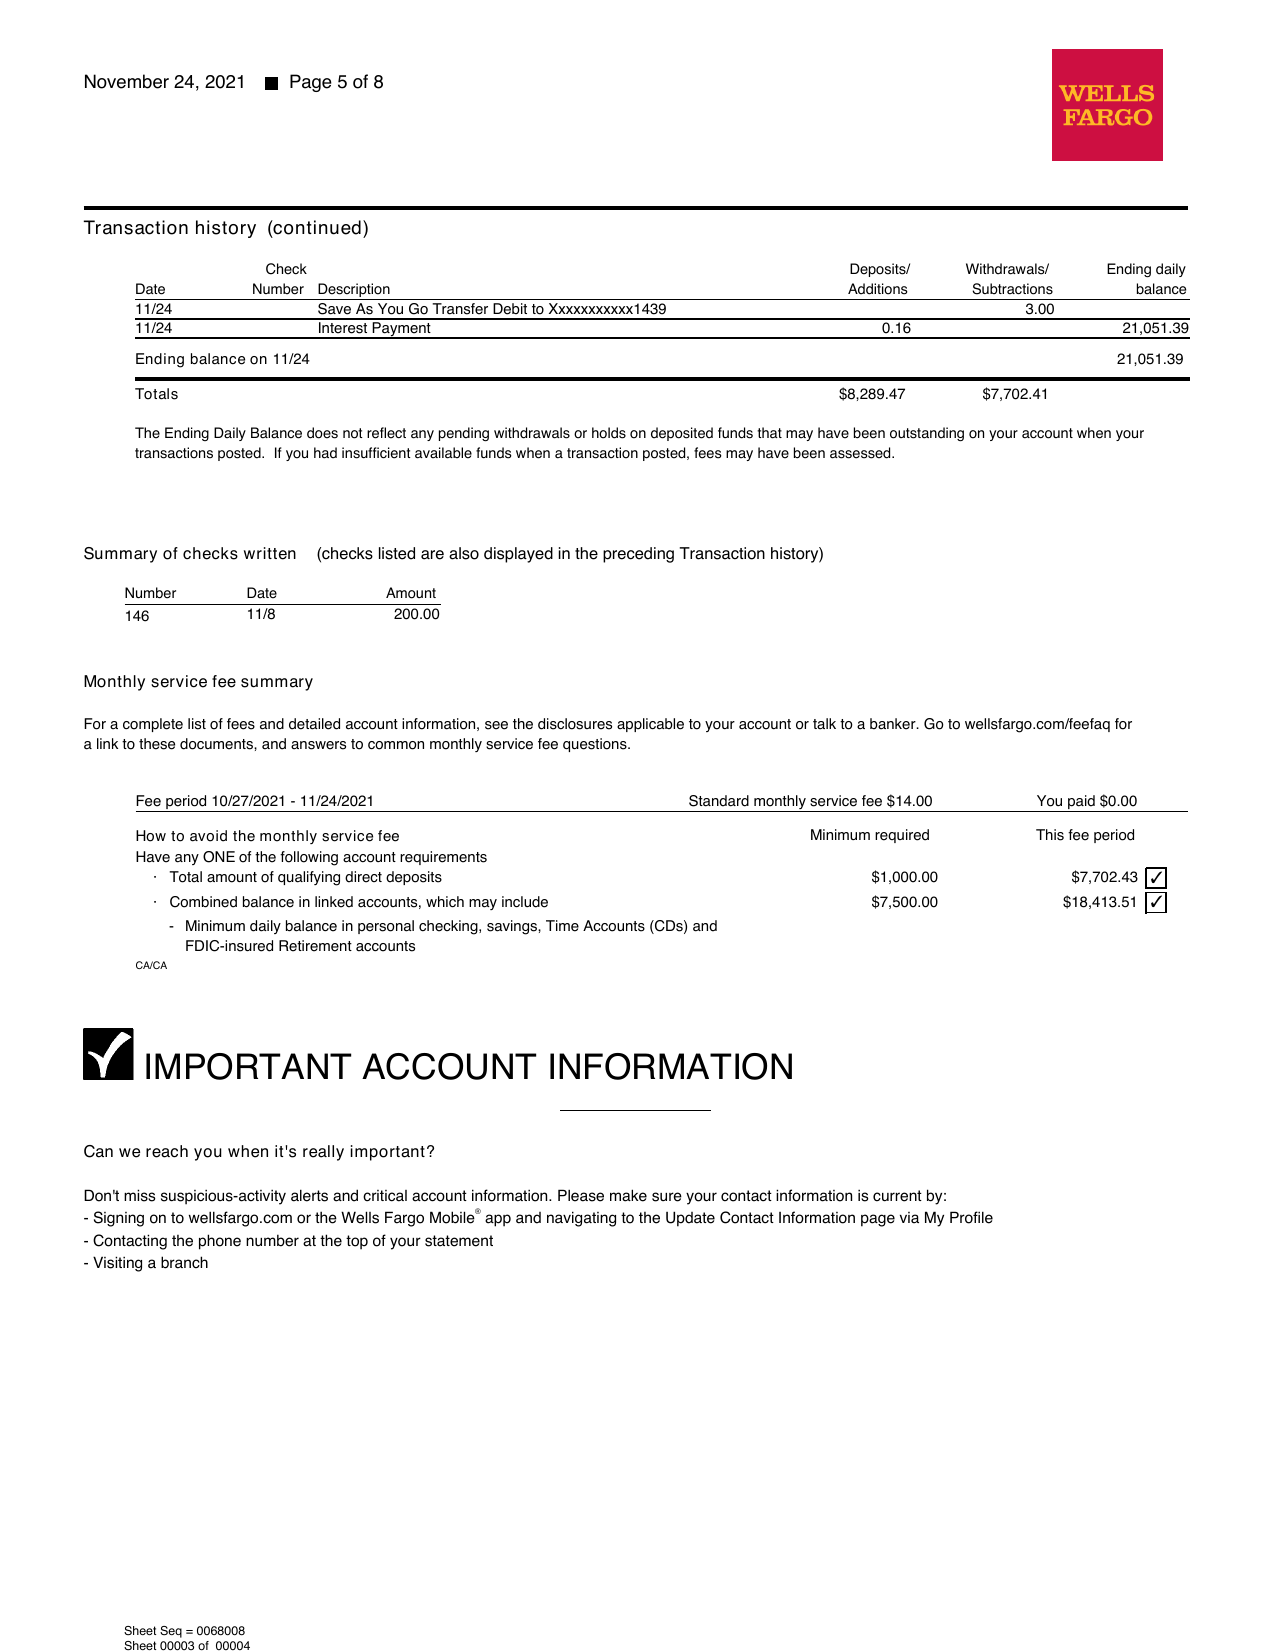 November 24, 2021 ■ Page 5 of 8
WELLS
FARGO
Transaction history (continued)
Check Deposits/ Withdrawals/ Ending daily
Date Number Description Additions Subtractions balance
11/24 Save As You Go Transfer Debit to Xxxxxxxxxxx1439 3.00
11/24 Interest Payment 0.16 21,051.39
Ending balance on 11/24 21,051.39
Totals $8,289.47 $7,702.41
The Ending Daily Balance does not reflect any pending withdrawals or holds on deposited funds that may have been outstanding on your account when your
transactions posted. If you had insufficient available funds when a transaction posted, fees may have been assessed.
Summary of checks written (checks listed are also displayed in the preceding Transaction history)
Number Date Amount
146 11/8 200.00
Monthly service fee summary
For a complete list of fees and detailed account information, see the disclosures applicable to your account or talk to a banker. Go to wellsfargo.com/feefaq for
a link to these documents, and answers to common monthly service fee questions.
Fee period 10/27/2021 - 11/24/2021 Standard monthly service fee $14.00 You paid $0.00
How to avoid the monthly service fee Minimum required This fee period
Have any ONE of the following account requirements
· Total amount of qualifying direct deposits $1,000.00 $7,702.43 ✓
· Combined balance in linked accounts, which may include $7,500.00 $18,413.51 ✓
- Minimum daily balance in personal checking, savings, Time Accounts (CDs) and
FDIC-insured Retirement accounts
CA/CA
IMPORTANT ACCOUNT INFORMATION
Can we reach you when it's really important?
Don't miss suspicious-activity alerts and critical account information. Please make sure your contact information is current by:
- Signing on to wellsfargo.com or the Wells Fargo Mobile® app and navigating to the Update Contact Information page via My Profile
- Contacting the phone number at the top of your statement
- Visiting a branch
Sheet Seq = 0068008
Sheet 00003 of 00004